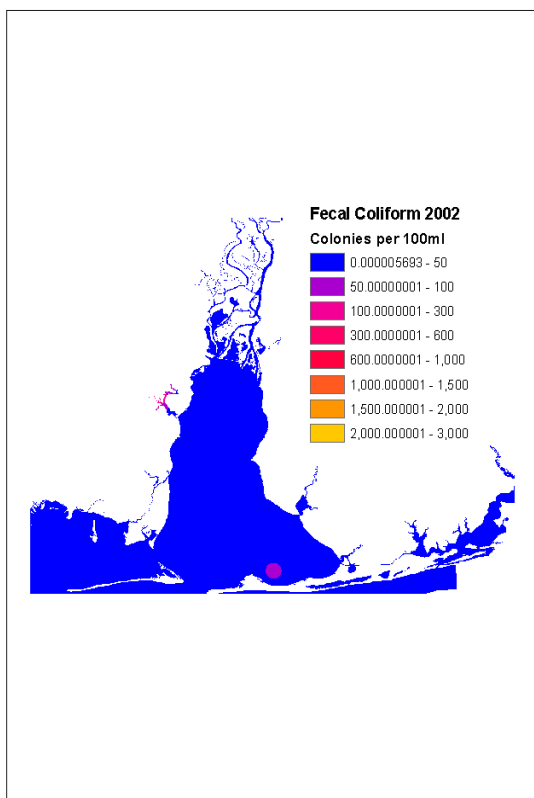 Fecal Coliform 2002
Colonies per 100ml
0.000005693 - 50
50.00000001 - 100
100.0000001 - 300
300.0000001 - 600
600.0000001 - 1,000
1,000.000001 - 1,500
1,500.000001 - 2,000
2,000.000001 - 3,000